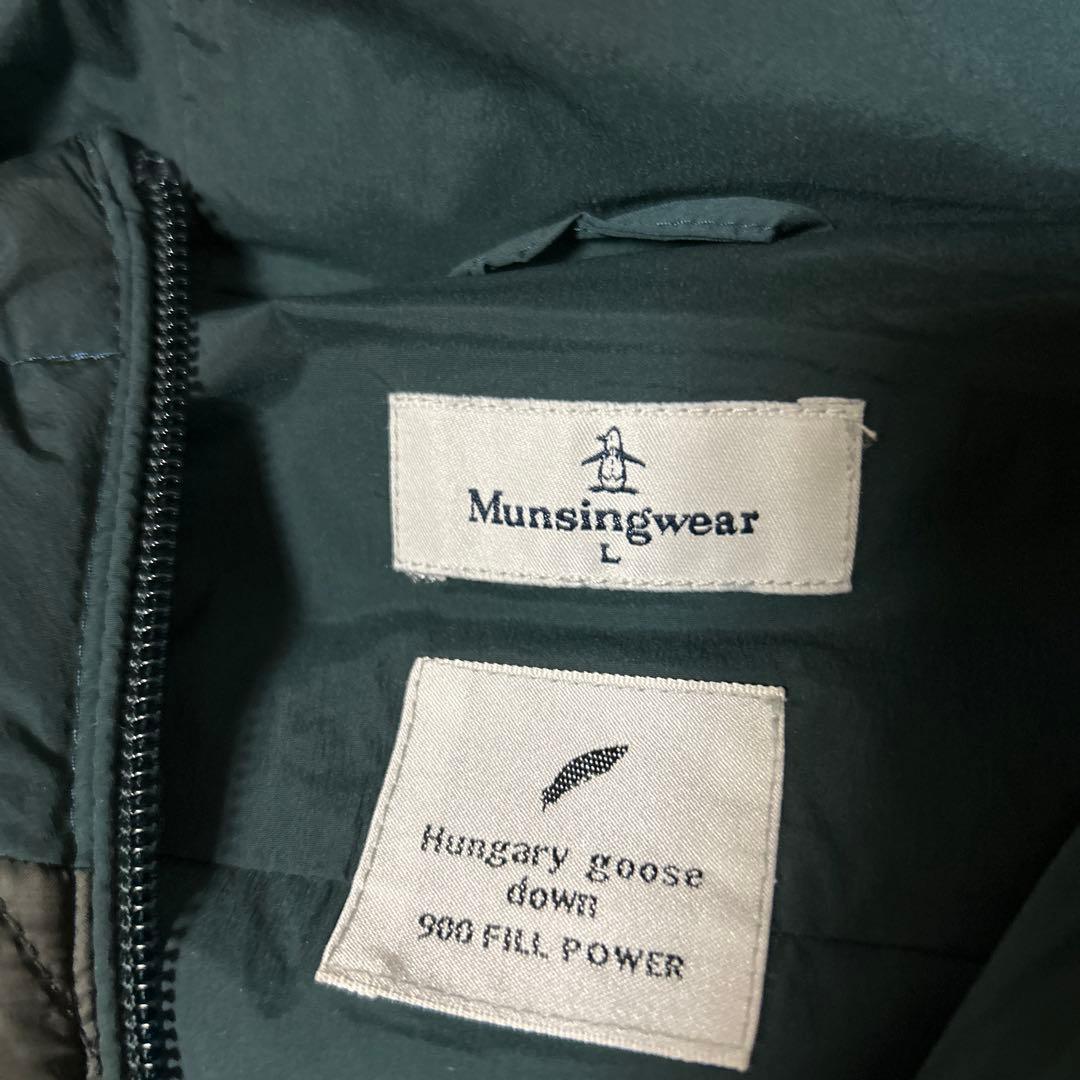 Munsingwear
L
Hungary goose
down
900 FILL POWER